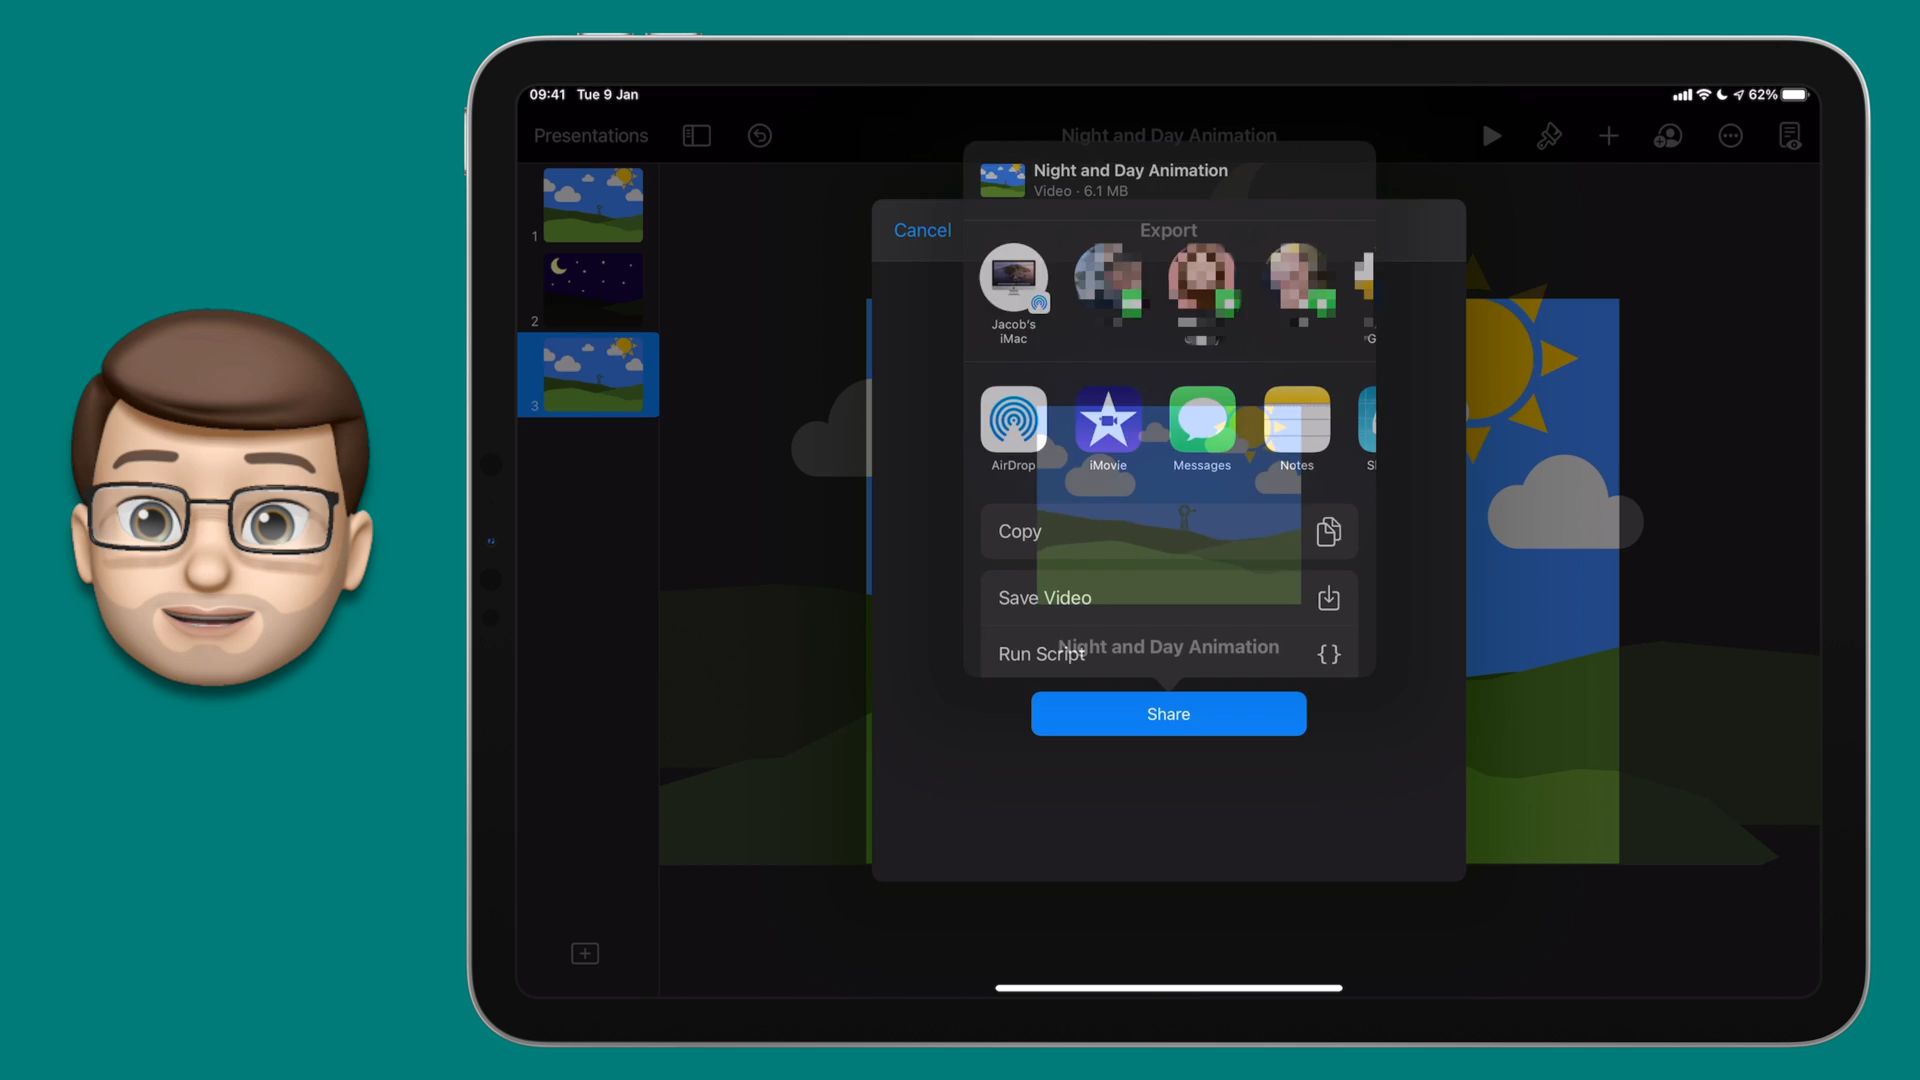 09:41 Tue 9 Jan
62%
Presentations
Night and Day Animation
Night and Day Animation
Video · 6.1 MB
Cancel
Export
Jacob's
iMac
G
AirDrop
iMovie
Messages
Notes
Copy
Save Video
Run Script
Night and Day Animation
Share
1
2
3